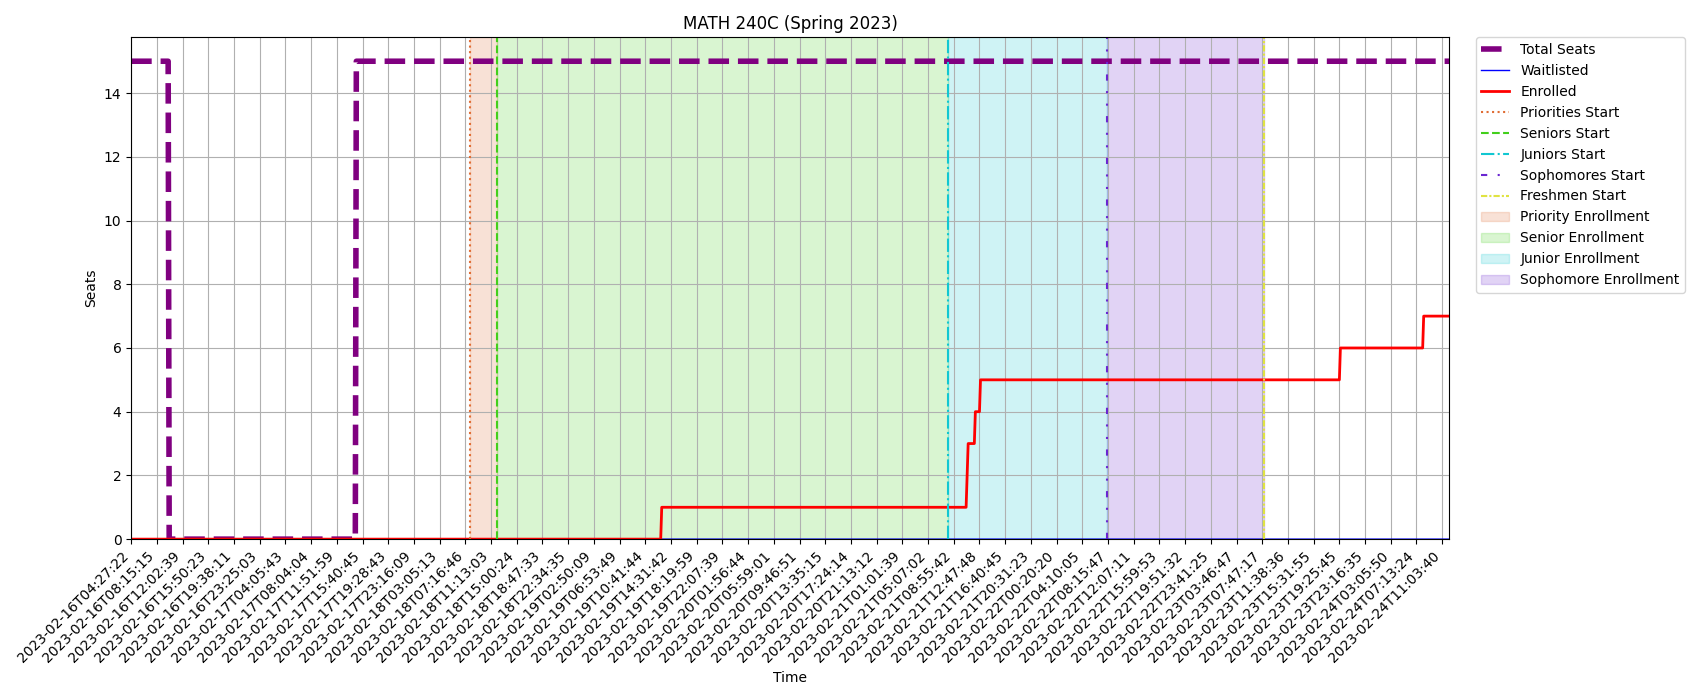 MATH 240C (Spring 2023)
Total Seats
Waitlisted
Enrolled
Priorities Start
Seniors Start
Juniors Start
Sophomores Start
Freshmen Start
Priority Enrollment
Senior Enrollment
Junior Enrollment
Sophomore Enrollment
Seats
14
12
10
8
6
4
2
0
2023-02-16T04:27:22
2023-02-16T08:15:15
2023-02-16T12:02:39
2023-02-16T15:50:23
2023-02-16T19:38:11
2023-02-16T23:25:03
2023-02-17T04:05:43
2023-02-17T08:04:04
2023-02-17T11:51:59
2023-02-17T15:40:45
2023-02-17T19:28:43
2023-02-17T23:16:09
2023-02-18T03:05:13
2023-02-18T07:16:46
2023-02-18T11:13:03
2023-02-18T15:00:24
2023-02-18T18:47:33
2023-02-18T22:34:35
2023-02-19T02:50:09
2023-02-19T06:53:49
2023-02-19T10:41:44
2023-02-19T14:31:42
2023-02-19T18:19:59
2023-02-19T22:07:39
2023-02-20T01:56:44
2023-02-20T05:59:01
2023-02-20T09:46:51
2023-02-20T13:35:15
2023-02-20T17:24:14
2023-02-20T21:13:12
2023-02-21T01:01:39
2023-02-21T05:07:02
2023-02-21T08:55:42
2023-02-21T12:47:48
2023-02-21T16:40:45
2023-02-21T20:31:23
2023-02-22T00:20:20
2023-02-22T04:10:05
2023-02-22T08:15:47
2023-02-22T12:07:11
2023-02-22T15:59:53
2023-02-22T19:51:32
2023-02-22T23:41:25
2023-02-23T03:46:47
2023-02-23T07:47:17
2023-02-23T11:38:36
2023-02-23T15:31:55
2023-02-23T19:25:45
2023-02-23T23:16:35
2023-02-24T03:05:50
2023-02-24T07:13:24
2023-02-24T11:03:40
Time